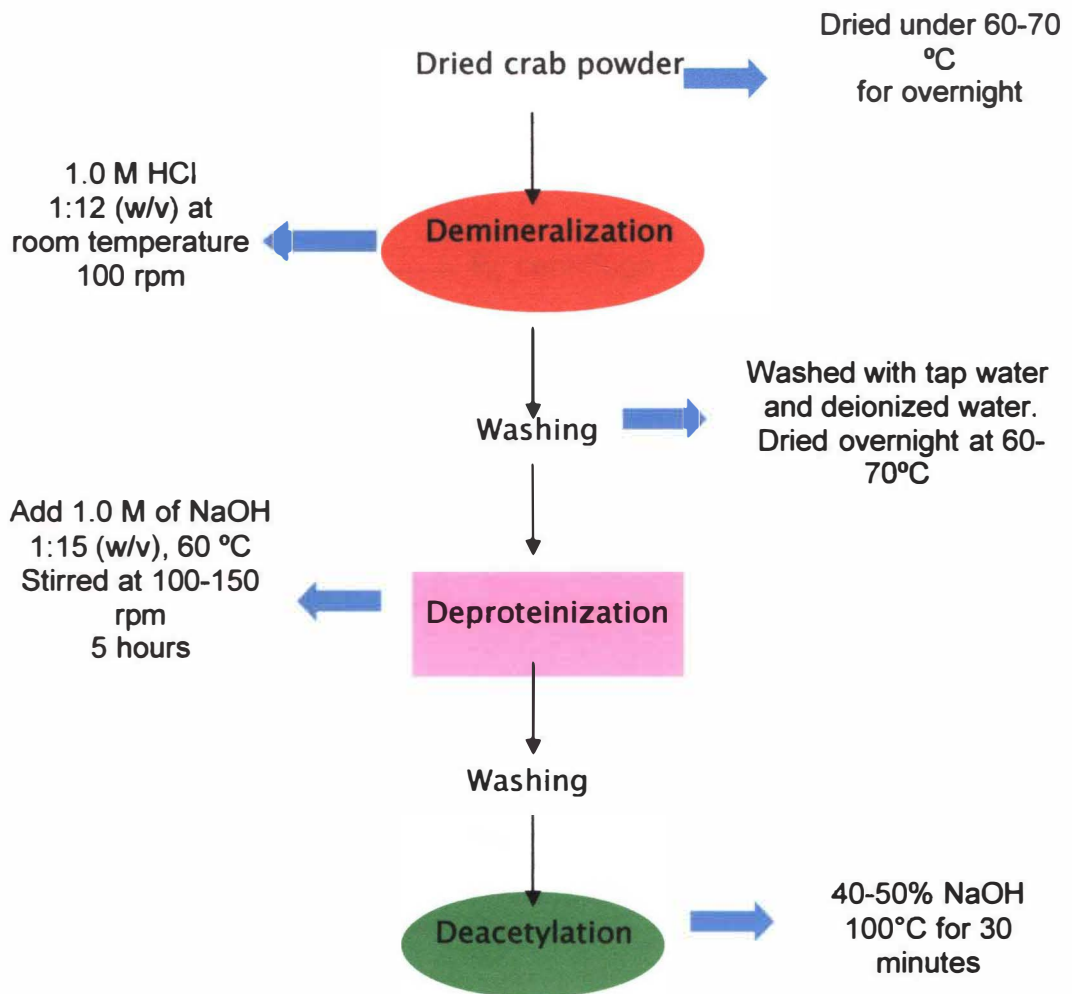 Dried crab powder
Dried under 60-70
ºC
for overnight
1.0 M HCl
1:12 (w/v) at
room temperature
100 rpm
Demineralization
Washing
Washed with tap water
and deionized water.
Dried overnight at 60-
70ºC
Add 1.0 M of NaOH
1:15 (w/v), 60 ºC
Stirred at 100-150
rpm
5 hours
Deproteinization
Washing
Deacetylation
40-50% NaOH
100°C for 30
minutes